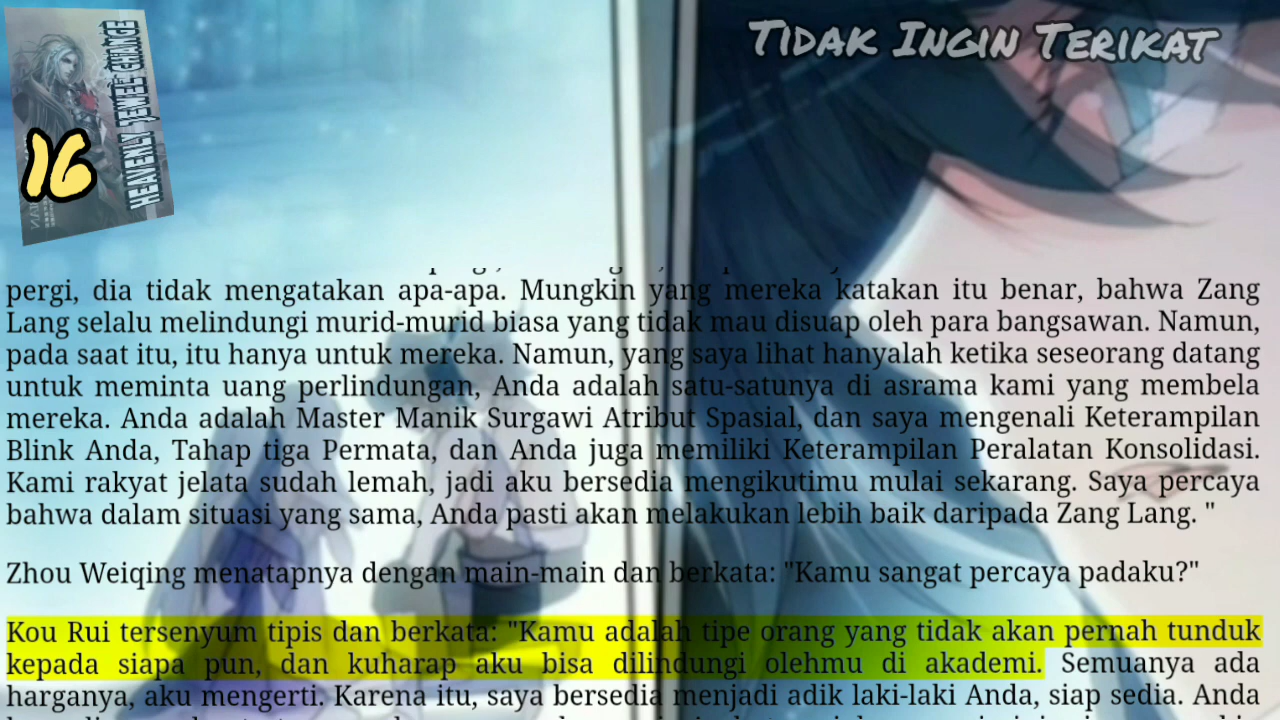 Tidak Ingin Terikat
HEAVENLY JEWEL CHANGE
16
pergi, dia tidak mengatakan apa-apa. Mungkin yang mereka katakan itu benar, bahwa Zang
Lang selalu melindungi murid-murid biasa yang tidak mau disuap oleh para bangsawan. Namun,
pada saat itu, itu hanya untuk mereka. Namun, yang saya lihat hanyalah ketika seseorang datang
untuk meminta uang perlindungan, Anda adalah satu-satunya di asrama kami yang membela
mereka. Anda adalah Master Manik Surgawi Atribut Spasial, dan saya mengenali Keterampilan
Blink Anda, Tahap tiga Permata, dan Anda juga memiliki Keterampilan Peralatan Konsolidasi.
Kami rakyat jelata sudah lemah, jadi aku bersedia mengikutimu mulai sekarang. Saya percaya
bahwa dalam situasi yang sama, Anda pasti akan melakukan lebih baik daripada Zang Lang. "
Zhou Weiqing menatapnya dengan main-main dan berkata: "Kamu sangat percaya padaku?"
Kou Rui tersenyum tipis dan berkata: "Kamu adalah tipe orang yang tidak akan pernah tunduk
kepada siapa pun, dan kuharap aku bisa dilindungi olehmu di akademi. Semuanya ada
harganya, aku mengerti. Karena itu, saya bersedia menjadi adik laki-laki Anda, siap sedia. Anda